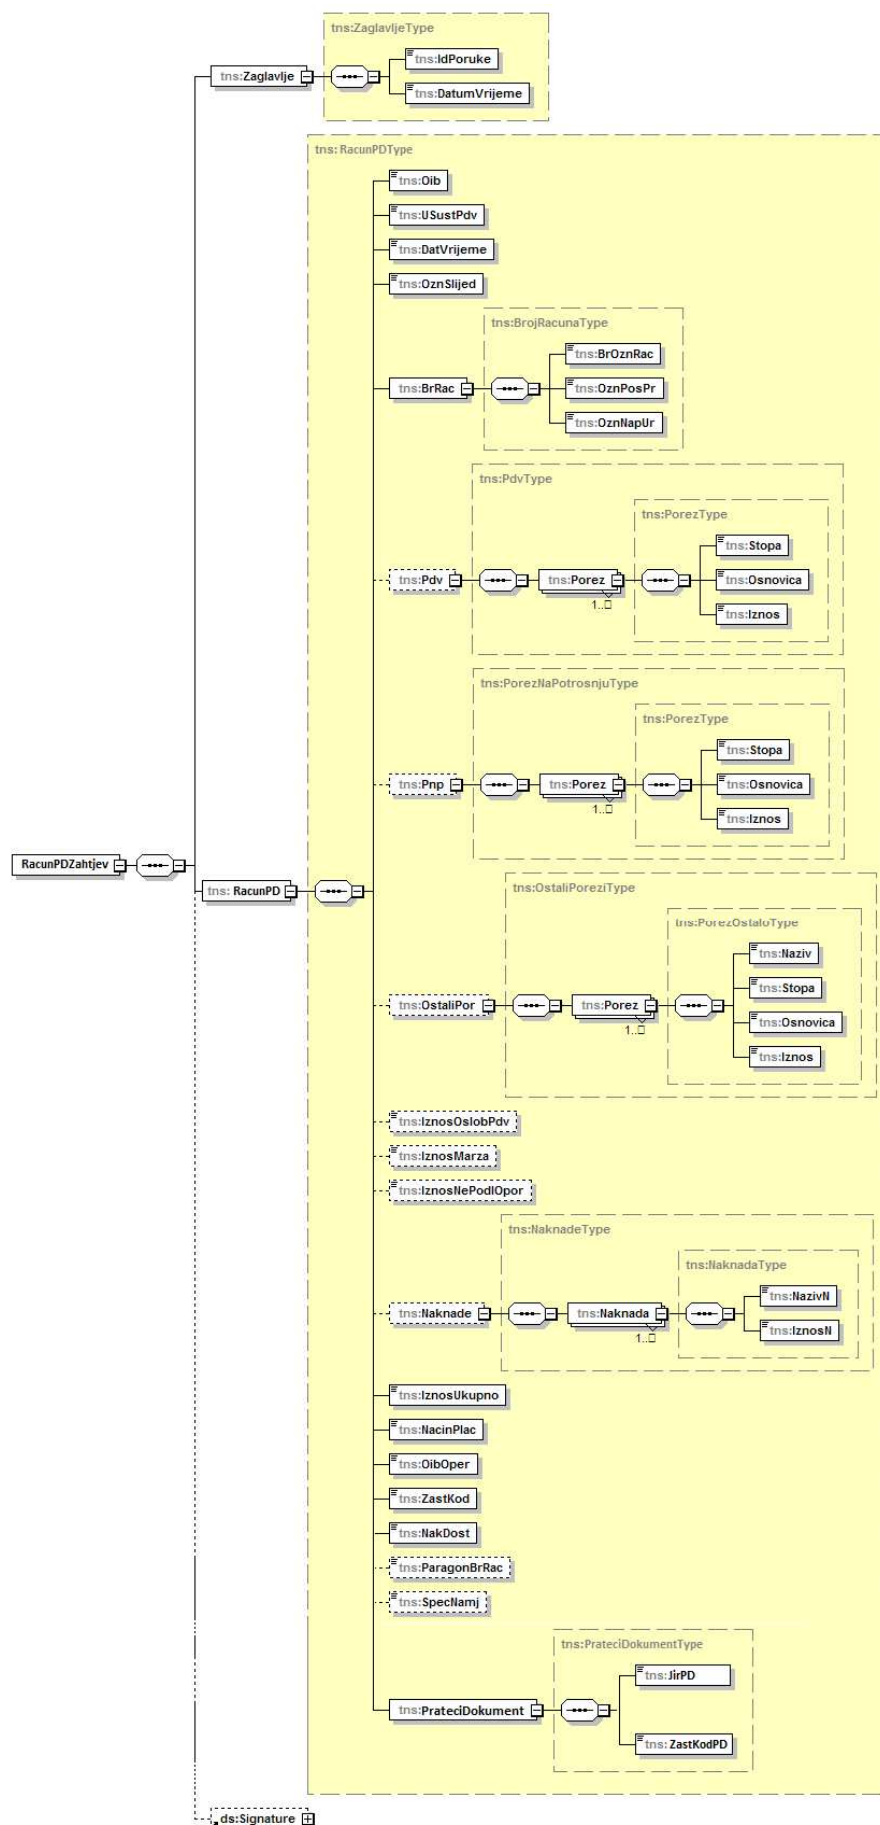 tns:ZaglavljeType
tns:Zaglavlje
tns:IdPoruke
tns:DatumVrijeme
tns: RacunPDType
tns:Oib
tns:USustPdv
tns:DatVrijeme
tns:OznSlijed
tns:BrojRacunaType
tns:BrRac
tns:BrOznRac
tns:OznPosPr
tns:OznNapUr
tns:PdvType
tns:PorezType
tns:Pdv
tns:Porez
1..□
tns:Stopa
tns:Osnovica
tns:Iznos
tns:PorezNaPotrosnjuType
tns:PorezType
tns:Pnp
tns:Porez
1..□
tns:Stopa
tns:Osnovica
tns:Iznos
RacunPDZahtjev
tns: RacunPD
tns:OstaliPoreziType
tns:PorezOstaloType
tns:OstaliPor
tns:Porez
1..□
tns:Naziv
tns:Stopa
tns:Osnovica
tns:Iznos
tns:IznosOslobPdv
tns:IznosMarza
tns:IznosNePodlOpor
tns:NaknadeType
tns:NaknadaType
tns:Naknade
tns:Naknada
1..□
tns:NazivN
tns:IznosN
tns:IznosUkupno
tns:NacinPlac
tns:OibOper
tns:ZastKod
tns:NakDost
tns:ParagonBrRac
tns:SpecNamj
tns:PrateciDokumentType
tns:PrateciDokument
tns:JirPD
tns: ZastKodPD
ds:Signature